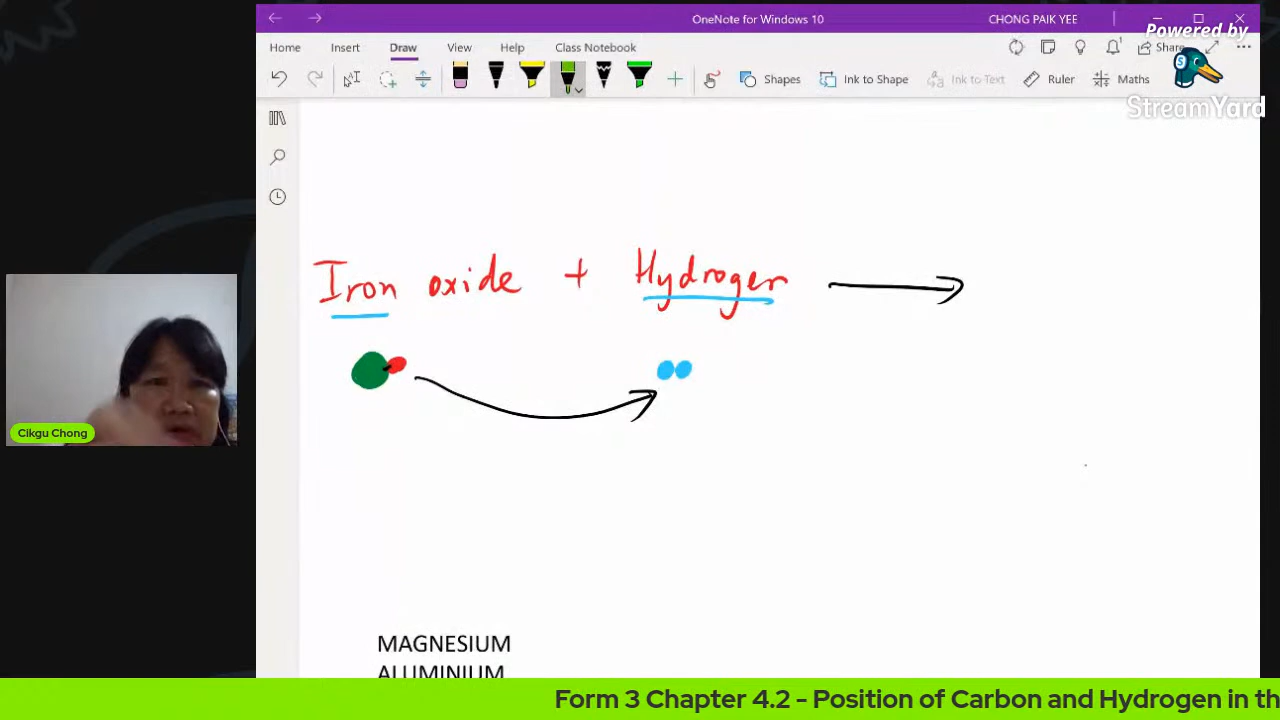 OneNote for Windows 10
CHONG PAIK YEE
Powered by
Home Insert Draw View Help Class Notebook
Share
Shapes Ink to Shape Ink to Text Ruler Maths
StreamYard
Iron oxide + Hydrogen →
Cikgu Chong
MAGNESIUM
ALUMINIUM
Form 3 Chapter 4.2 - Position of Carbon and Hydrogen in th